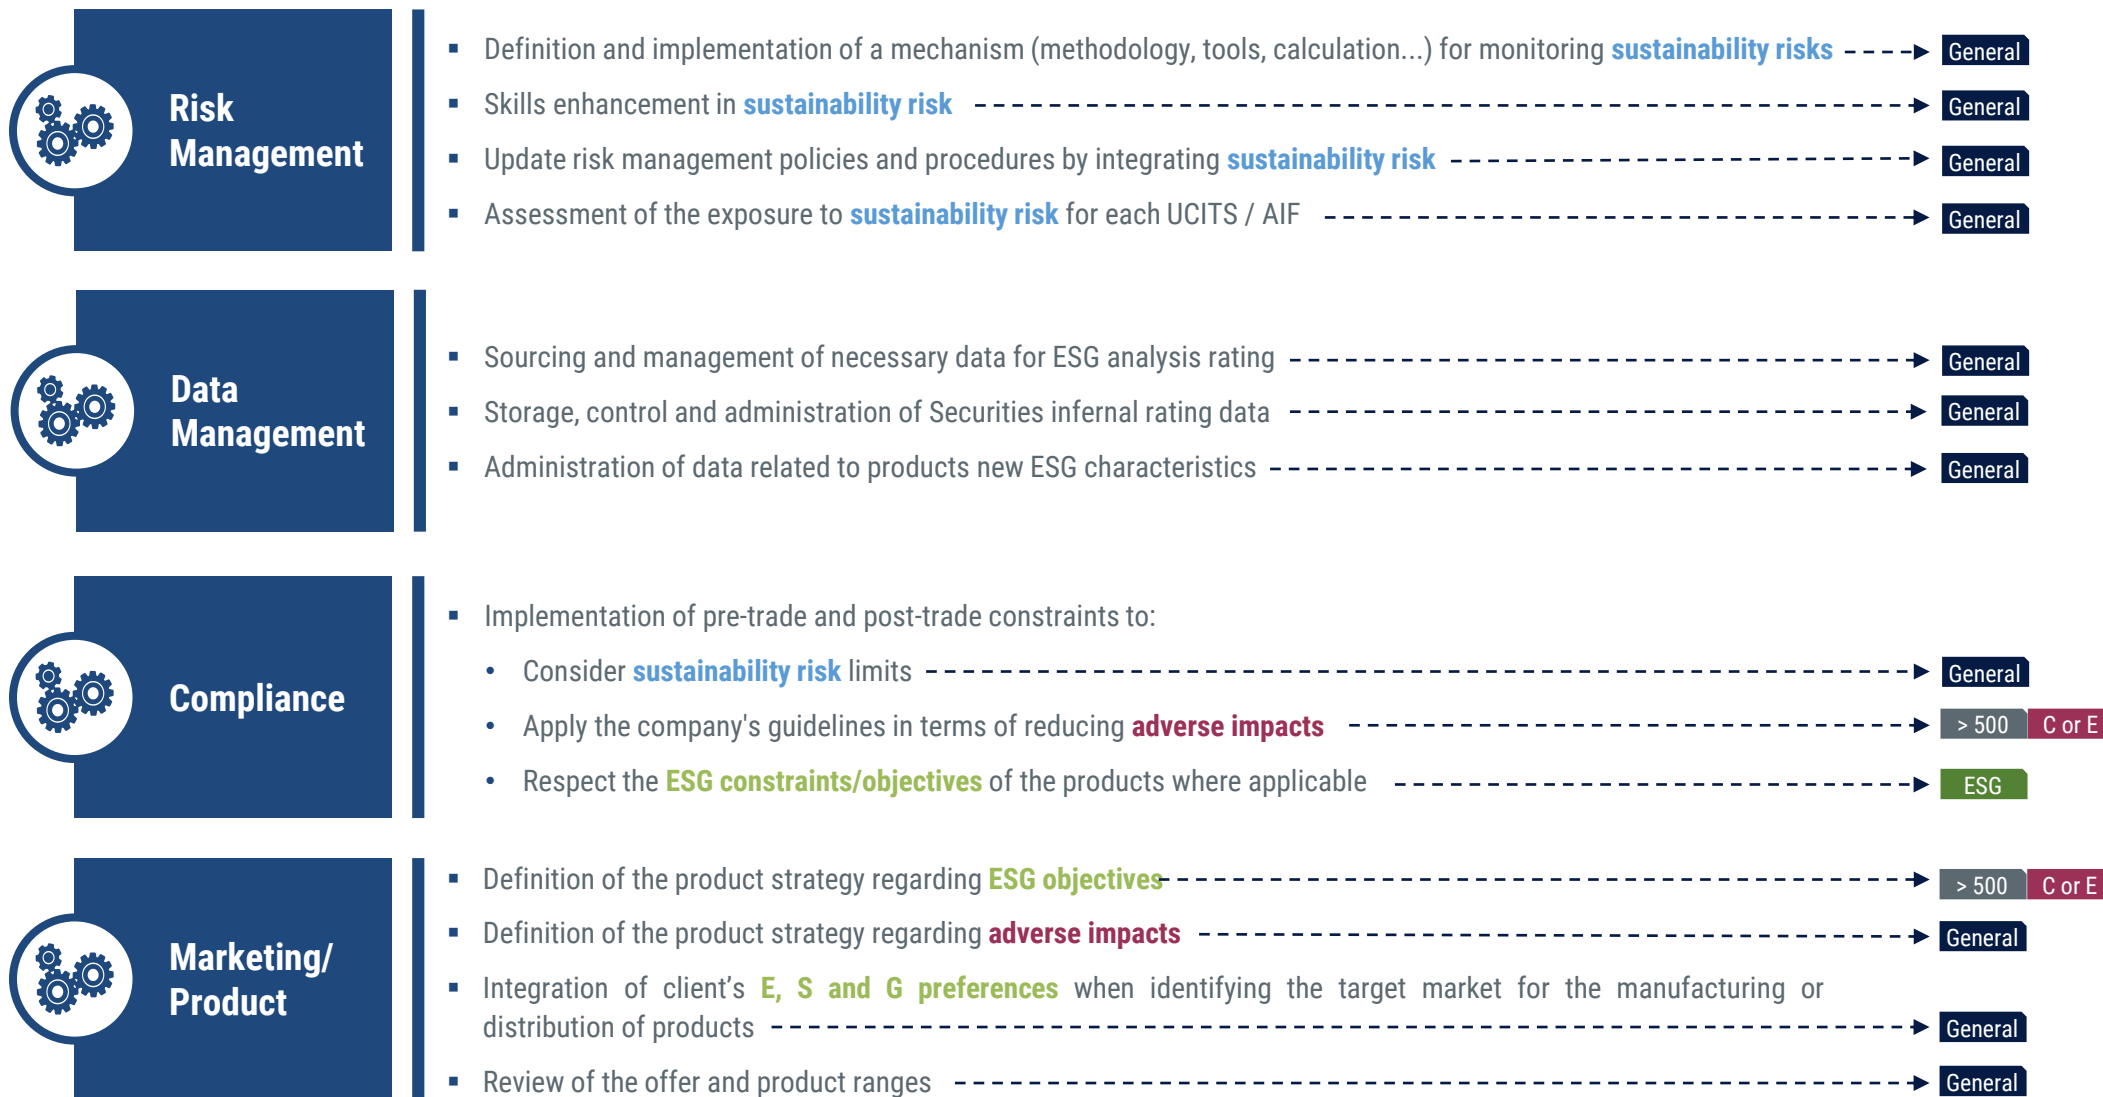 Risk
Management
▪ Definition and implementation of a mechanism (methodology, tools, calculation...) for monitoring sustainability risks General
▪ Skills enhancement in sustainability risk General
▪ Update risk management policies and procedures by integrating sustainability risk General
▪ Assessment of the exposure to sustainability risk for each UCITS / AIF General
Data
Management
▪ Sourcing and management of necessary data for ESG analysis rating General
▪ Storage, control and administration of Securities infernal rating data General
▪ Administration of data related to products new ESG characteristics General
Compliance
▪ Implementation of pre-trade and post-trade constraints to:
• Consider sustainability risk limits General
• Apply the company's guidelines in terms of reducing adverse impacts > 500 C or E
• Respect the ESG constraints/objectives of the products where applicable ESG
Marketing/
Product
▪ Definition of the product strategy regarding ESG objectives > 500 C or E
▪ Definition of the product strategy regarding adverse impacts General
▪ Integration of client’s E, S and G preferences when identifying the target market for the manufacturing or
distribution of products General
▪ Review of the offer and product ranges General